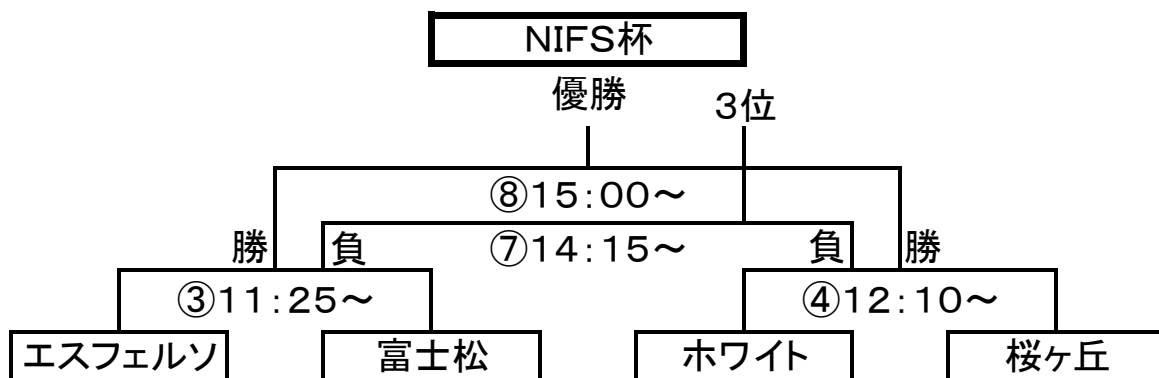 NIFS杯
優勝
3位
⑧15:00～
勝 負 ⑦14:15～ 負 勝
③11:25～ ④12:10～
エスフェルソ 富士松 ホワイト 桜ヶ丘